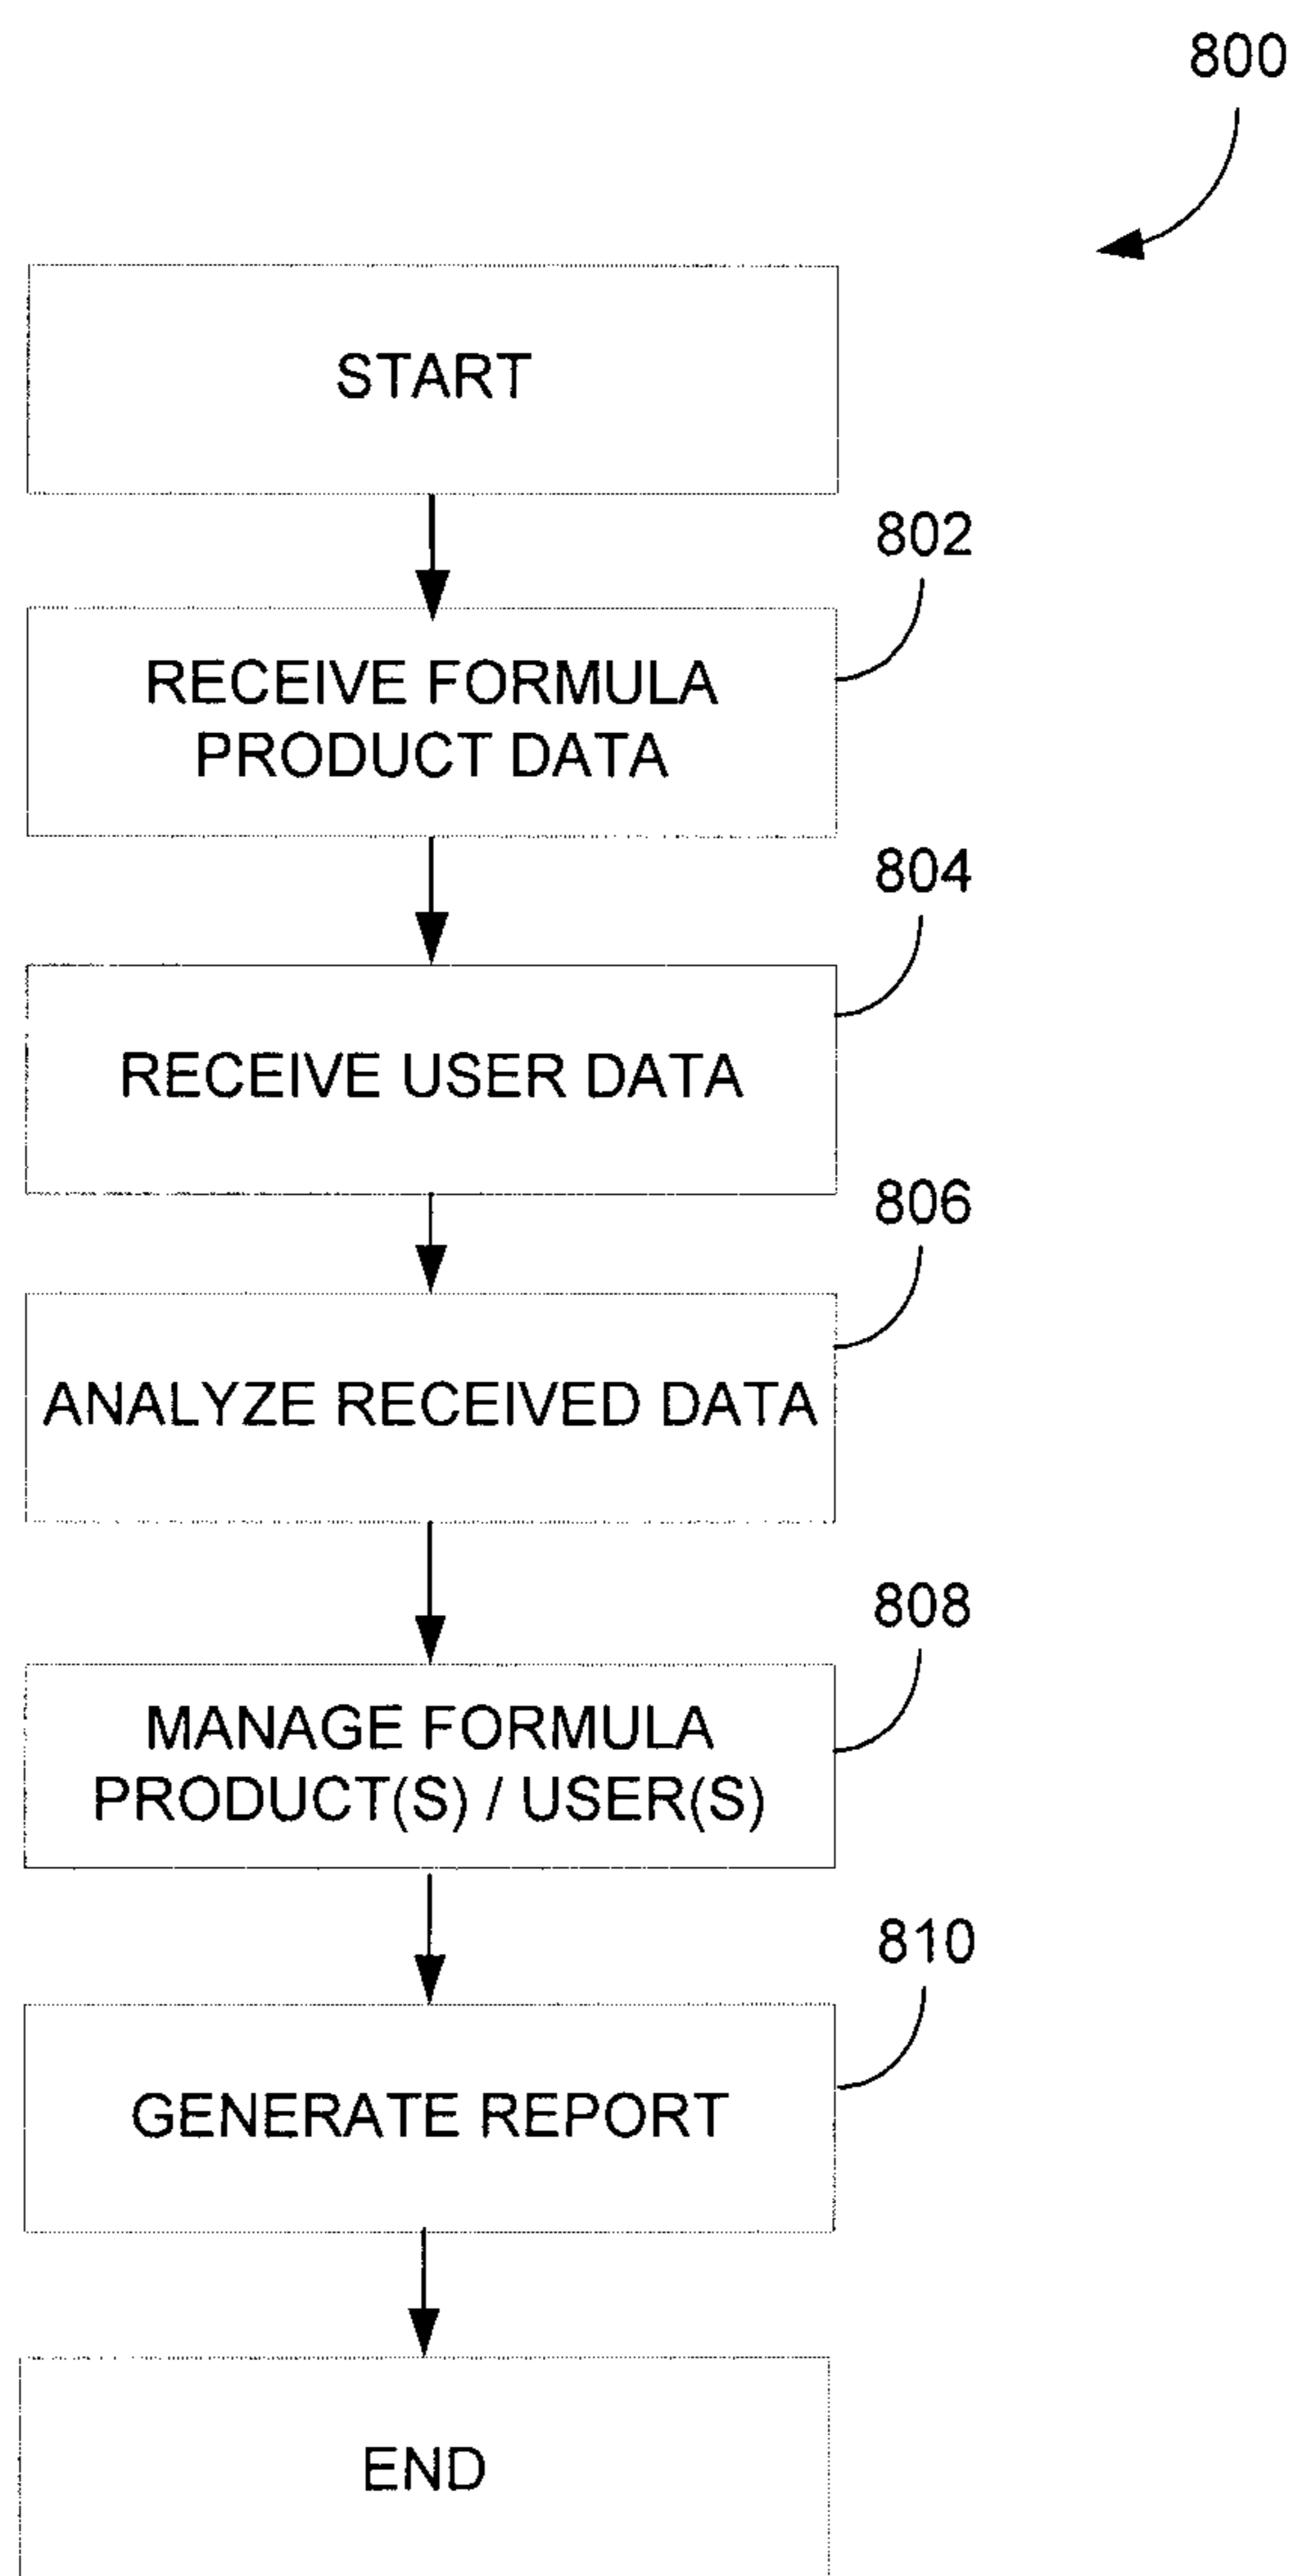 800
START
802
RECEIVE FORMULA
PRODUCT DATA
804
RECEIVE USER DATA
806
ANALYZE RECEIVED DATA
808
MANAGE FORMULA
PRODUCT(S) / USER(S)
810
GENERATE REPORT
END